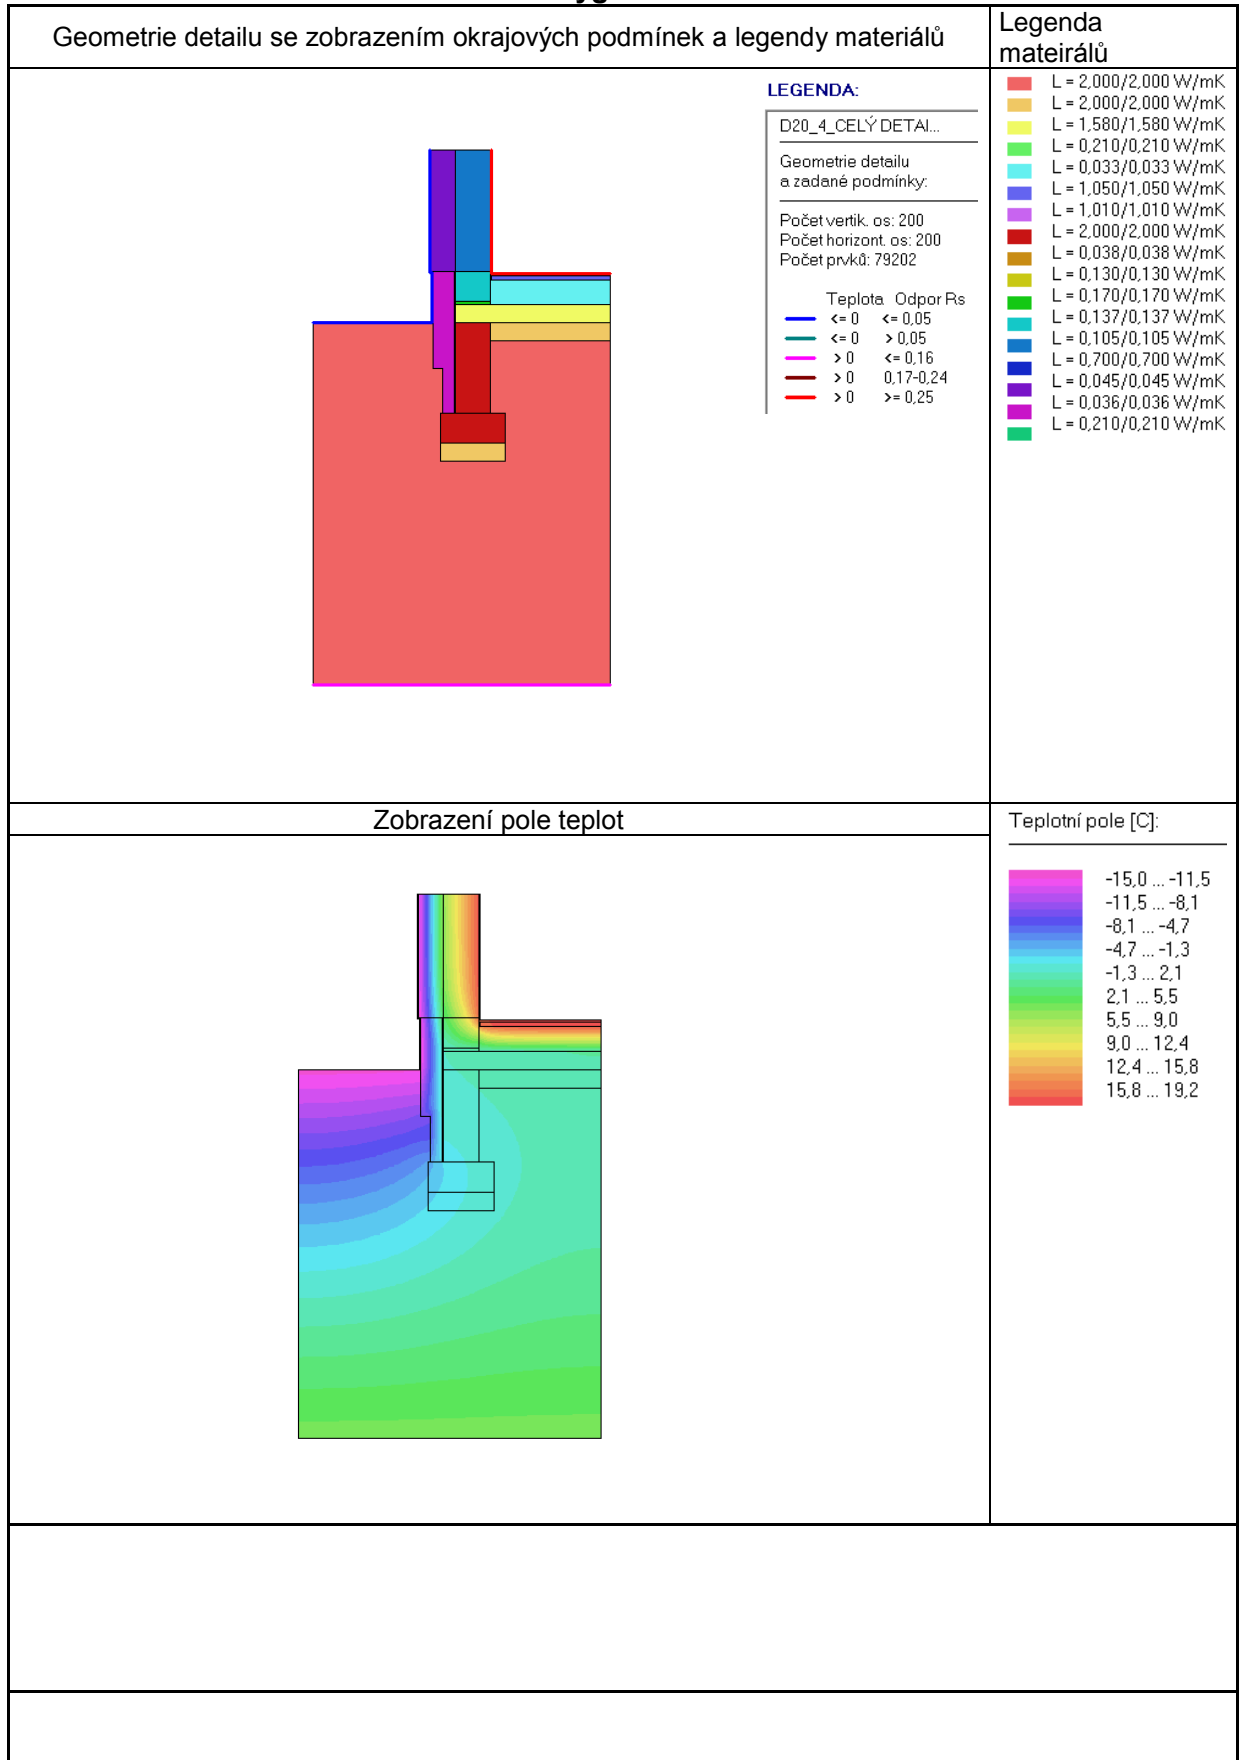 Geometrie detailu se zobrazením okrajových podmínek a legendy materiálů
Legenda
mateirálů
LEGENDA:
D20_4_CELÝ DETAI...
Geometrie detailu
a zadané podmínky:
Počet vertik. os: 200
Počet horizont. os: 200
Počet prvků: 79202
Teplota Odpor Rs
<= 0 <= 0,05
<= 0 > 0,05
> 0 <= 0,16
> 0 0,17-0,24
> 0 >= 0,25
L = 2,000/2,000 W/mK
L = 2,000/2,000 W/mK
L = 1,580/1,580 W/mK
L = 0,210/0,210 W/mK
L = 0,033/0,033 W/mK
L = 1,050/1,050 W/mK
L = 1,010/1,010 W/mK
L = 2,000/2,000 W/mK
L = 0,038/0,038 W/mK
L = 0,130/0,130 W/mK
L = 0,170/0,170 W/mK
L = 0,137/0,137 W/mK
L = 0,105/0,105 W/mK
L = 0,700/0,700 W/mK
L = 0,045/0,045 W/mK
L = 0,036/0,036 W/mK
L = 0,210/0,210 W/mK
Zobrazení pole teplot
Teplotní pole [C]:
-15,0 ... -11,5
-11,5 ... -8,1
-8,1 ... -4,7
-4,7 ... -1,3
-1,3 ... 2,1
2,1 ... 5,5
5,5 ... 9,0
9,0 ... 12,4
12,4 ... 15,8
15,8 ... 19,2